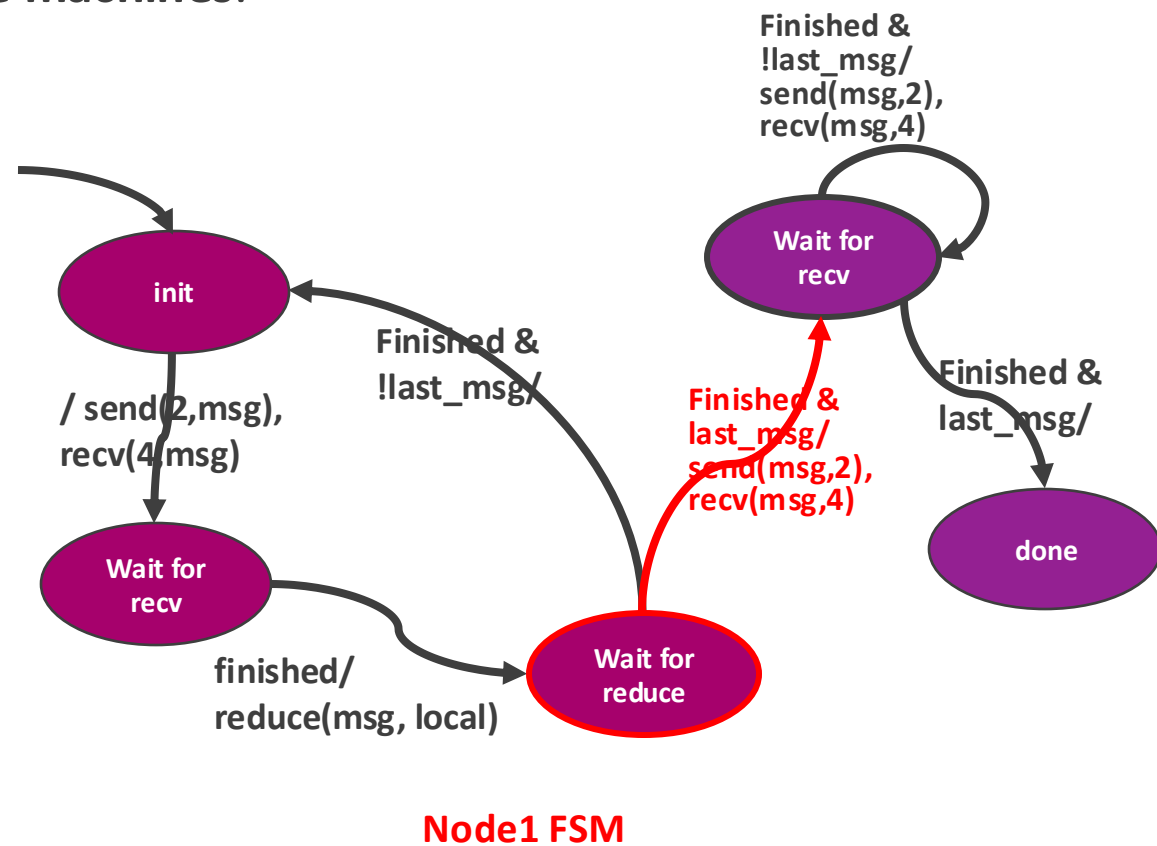 Finished &
!last_msg/
send(msg,2),
recv(msg,4)
Wait for
recv
init
Finished &
!last_msg/
/ send(2,msg),
recv(4,msg)
Finished &
last_msg/
send(msg,2),
recv(msg,4)
Finished &
last_msg/
done
Wait for
recv
Wait for
reduce
finished/
reduce(msg, local)
Node1 FSM